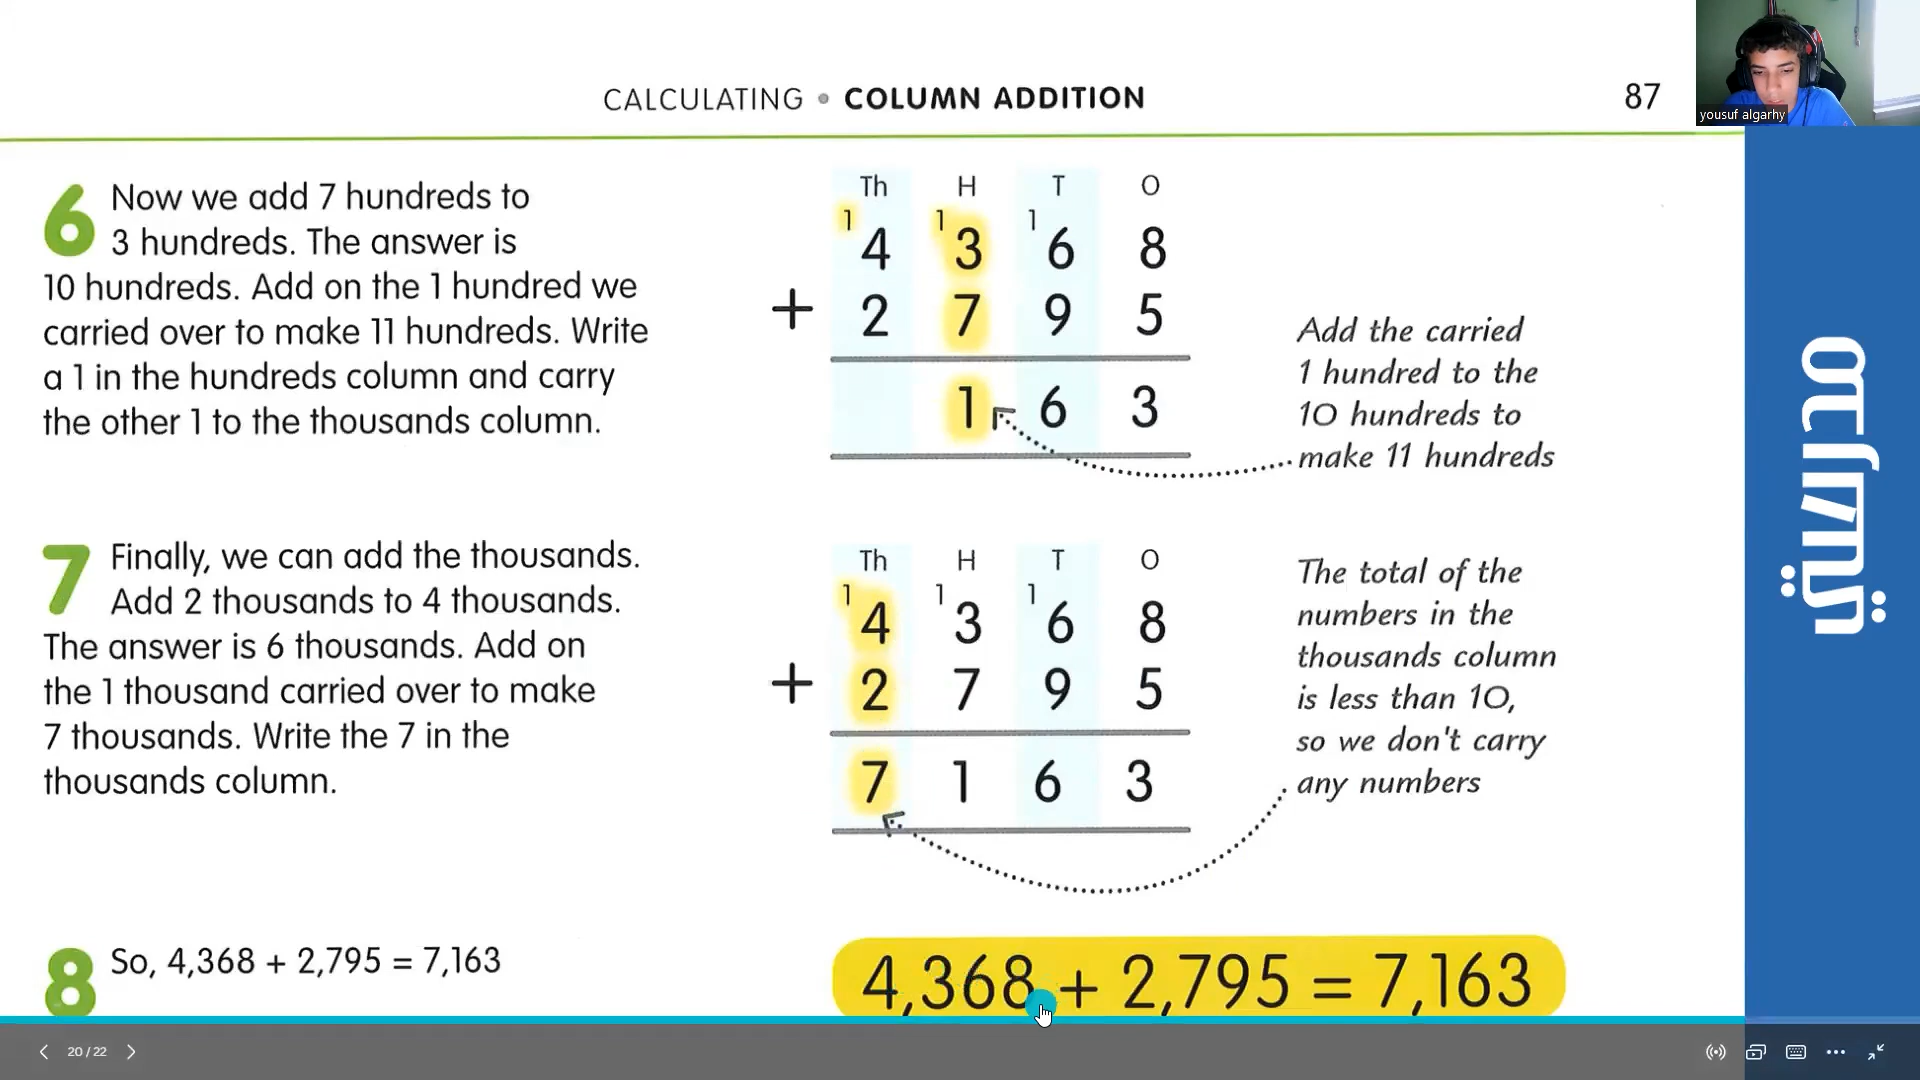 CALCULATING • COLUMN ADDITION
87
yousuf algarhy
6 Now we add 7 hundreds to
3 hundreds. The answer is
10 hundreds. Add on the 1 hundred we
carried over to make 11 hundreds. Write
a 1 in the hundreds column and carry
the other 1 to the thousands column.
Th H T O
1 1 1
4 3 6 8
+ 2 7 9 5
1 6 3
Add the carried
1 hundred to the
10 hundreds to
make 11 hundreds
7 Finally, we can add the thousands.
Add 2 thousands to 4 thousands.
The answer is 6 thousands. Add on
the 1 thousand carried over to make
7 thousands. Write the 7 in the
thousands column.
Th H T O
1 1 1
4 3 6 8
+ 2 7 9 5
7 1 6 3
The total of the
numbers in the
thousands column
is less than 10,
so we don't carry
any numbers
8 So, 4,368 + 2,795 = 7,163
4,368 + 2,795 = 7,163
20 / 22